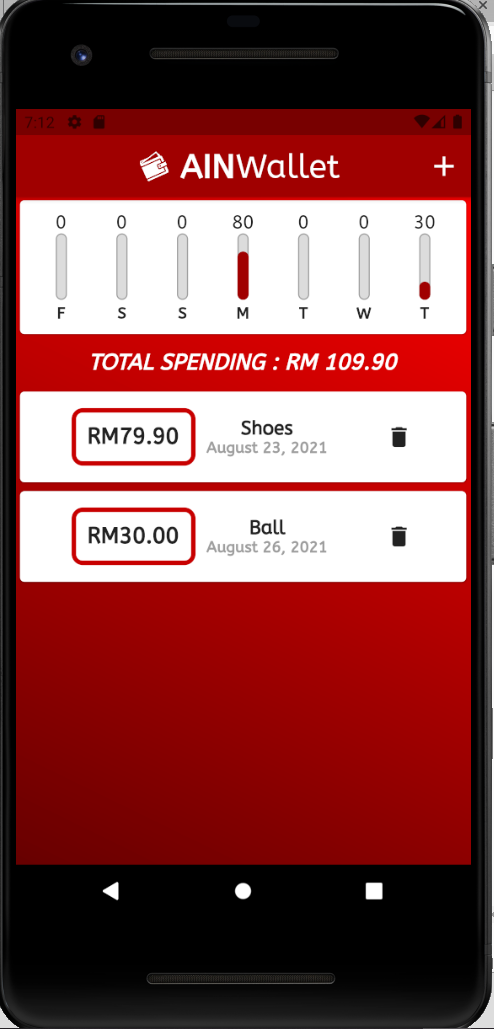 7:12
AINWallet
0 0 0 80 0 0 30
F S S M T W T
TOTAL SPENDING : RM 109.90
RM79.90
Shoes
August 23, 2021
RM30.00
Ball
August 26, 2021